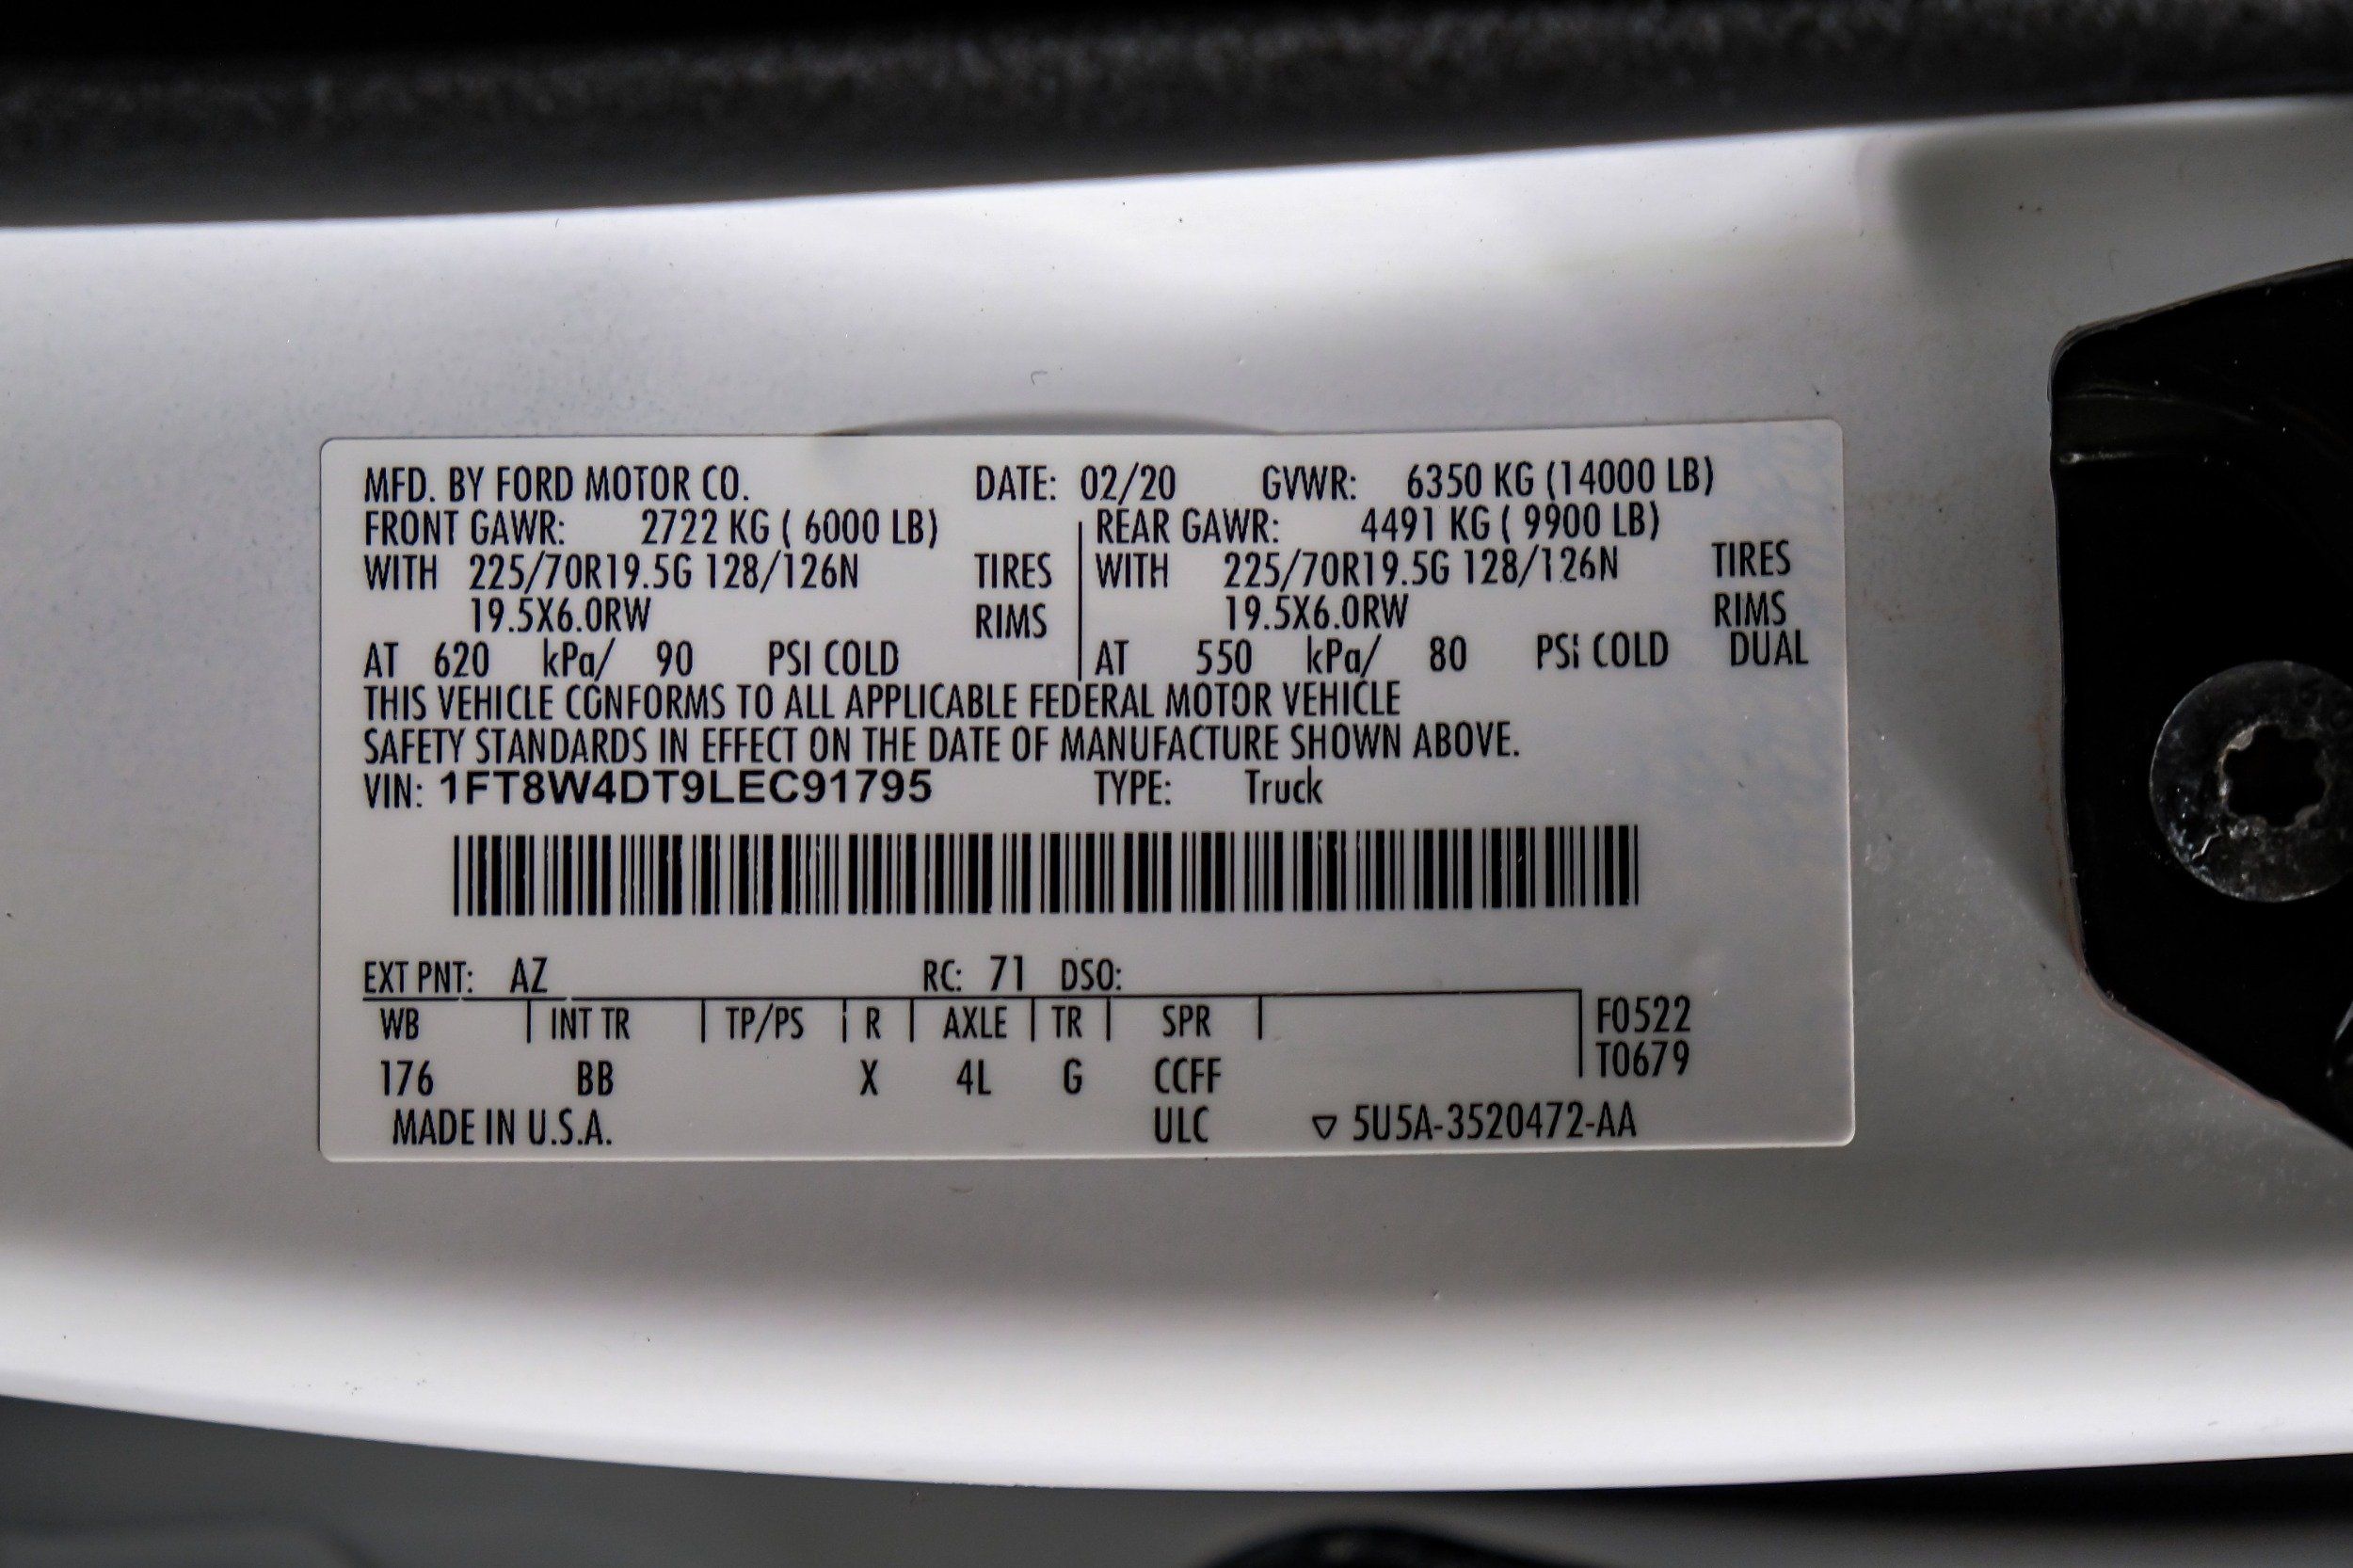 MFD. BY FORD MOTOR CO. DATE: 02/20 GVWR: 6350 KG (14000 LB)
FRONT GAWR: 2722 KG ( 6000 LB) REAR GAWR: 4491 KG ( 9900 LB)
WITH 225/70R19.5G 128/126N TIRES WITH 225/70R19.5G 128/126N TIRES
19.5X6.0RW RIMS 19.5X6.0RW RIMS
AT 620 kPa/ 90 PSI COLD AT 550 kPa/ 80 PSi COLD DUAL
THIS VEHICLE CONFORMS TO ALL APPLICABLE FEDERAL MOTOR VEHICLE
SAFETY STANDARDS IN EFFECT ON THE DATE OF MANUFACTURE SHOWN ABOVE.
VIN: 1FT8W4DT9LEC91795 TYPE: Truck
EXT PNT: AZ RC: 71 DSO:
WB INT TR TP/PS R AXLE TR SPR F0522
T0679
176 BB X 4L G CCFF
MADE IN U.S.A. ULC ▽ 5U5A-3520472-AA